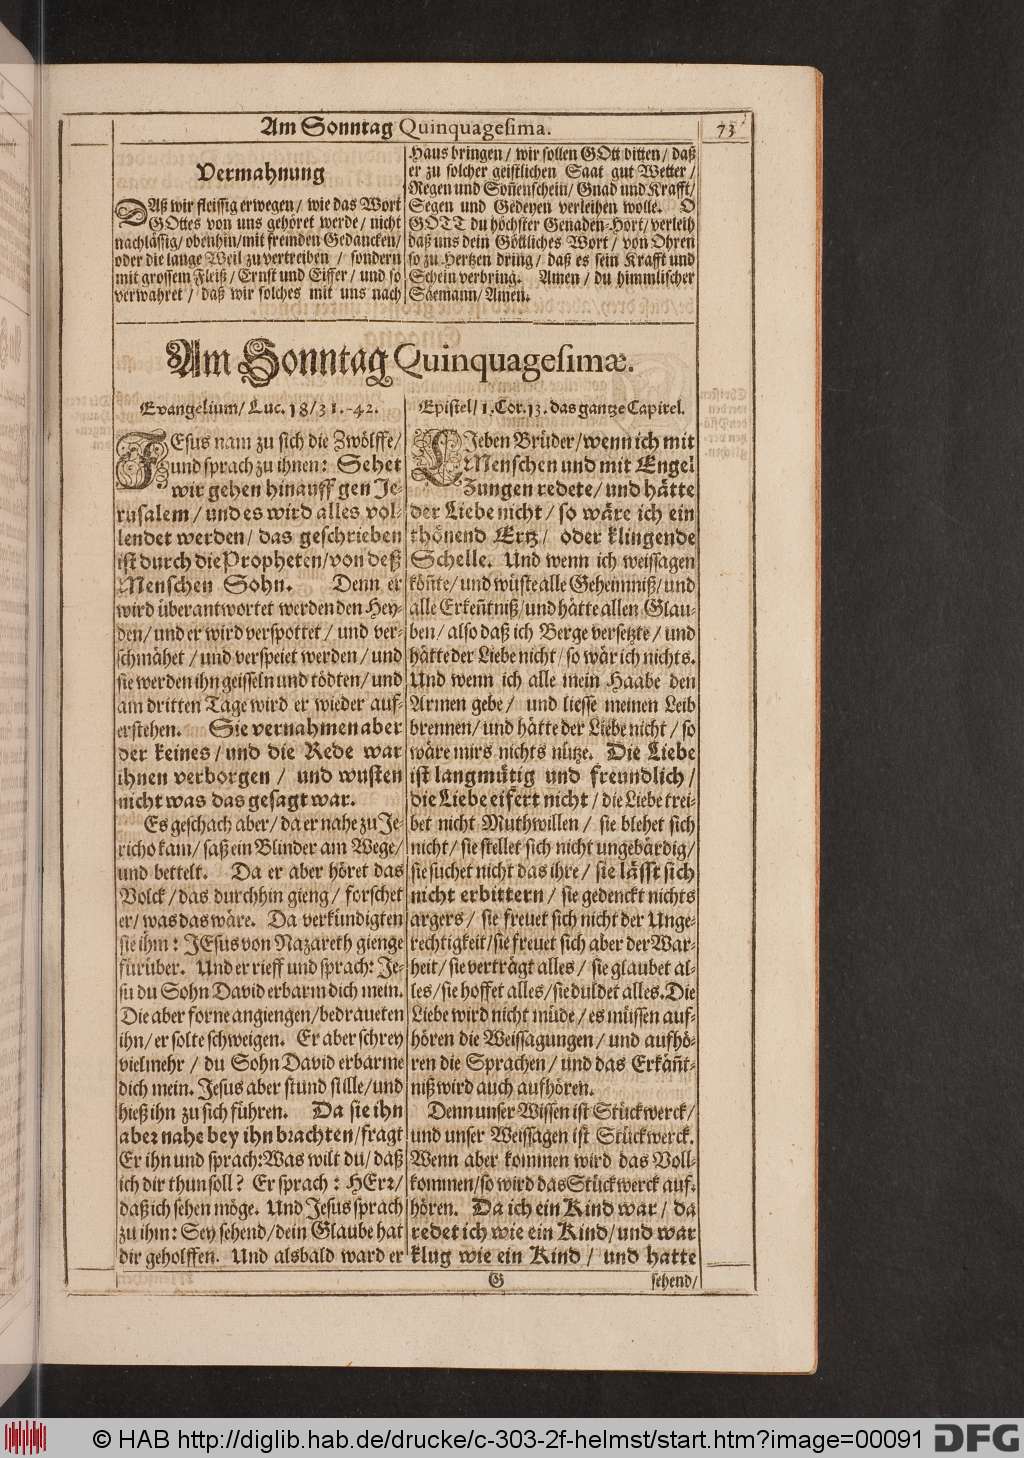 Am Sonntag Quinquagesima.
73
Vermahnung
DAß wir fleissig erwegen / wie das Wort
GOttes von uns gehöret werde / nicht
nachlässig / obenhin / mit fremden Gedancken /
oder die lange Weil zu vertreiben / sondern
mit grossem Fleiß / Ernst und Eiffer / und so
verwahret / daß wir solches mit uns nach
Haus bringen / wir sollen GOtt bitten / daß
er zu solcher geistlichen Saat gut Wetter /
Regen und Soñenschein / Gnad und Krafft /
Segen und Gedeyen verleihen wolle. O
GOTT du höchster Genaden-Hort / verleih
daß uns dein Göttliches Wort / von Ohren
so zu Hertzen dring / daß es sein Krafft und
Schein verbring. Amen / du himmlischer
Säemann / Amen.
Am Sonntag Quinquagesimæ.
Evangelium / Luc. 18 / 31.-42.
JEsus nam zu sich die Zwölffe /
und sprach zu ihnen: Sehet
wir gehen hinauff gen Je-
rusalem / und es wird alles vol-
lendet werden / das geschrieben
ist durch die Propheten / von deß
Menschen Sohn. Denn er
wird überantwortet werden den Hey-
den / und er wird verspottet / und ver-
schmähet / und verspeiet werden / und
sie werden ihn geisseln und tödten / und
am dritten Tage wird er wieder auf-
erstehen. Sie vernahmen aber
der keines / und die Rede war
ihnen verborgen / und wusten
nicht was das gesagt war.
Es geschach aber / da er nahe zu Je-
richo kam / saß ein Blinder am Wege /
und bettelt. Da er aber höret das
Volck / das durchhin gieng / forschet
er / was das wäre. Da verkündigten
sie ihm: JEsus von Nazareth gienge
fürüber. Und er rieff und sprach: Je-
su du Sohn David erbarm dich mein.
Die aber forne angiengen / bedraueten
ihn / er solte schweigen. Er aber schrey
vielmehr / du Sohn David erbarme
dich mein. Jesus aber stund stille / und
hieß ihn zu sich führen. Da sie ihn
aber nahe bey ihn brachten / fragt
Er ihn und sprach: Was wilt du / daß
ich dir thun soll? Er sprach: HErr /
daß ich sehen möge. Und Jesus sprach
zu ihm: Sey sehend / dein Glaube hat
dir geholffen. Und alsbald ward er
Epistel / 1. Cor. 13. das gantze Capitel.
LJeben Brüder / wenn ich mit
Menschen und mit Engel
Zungen redete / und hätte
der Liebe nicht / so wäre ich ein
thönend Ertz / oder klingende
Schelle. Und wenn ich weissagen
köñte / und wüste alle Geheimniß / und
alle Erkeñtniß / und hätte allen Glau-
ben / also daß ich Berge versetzte / und
hätte der Liebe nicht / so wär ich nichts.
Und wenn ich alle mein Haabe den
Armen gebe / und liesse meinen Leib
brennen / und hätte der Liebe nicht / so
wäre mirs nichts nütze. Die Liebe
ist langmütig und freundlich /
die Liebe eifert nicht / die Liebe trei-
bet nicht Muthwillen / sie blehet sich
nicht / sie stellet sich nicht ungebärdig /
sie suchet nicht das ihre / sie lässt sich
nicht erbittern / sie gedenckt nichts
argers / sie freuet sich nicht der Unge-
rechtigkeit / sie freuet sich aber der War-
heit / sie verträgt alles / sie glaubet al-
les / sie hoffet alles / sie duldet alles. Die
Liebe wird nicht müde / es müssen auf-
hören die Weissagungen / und aufhö-
ren die Sprachen / und das Erkäñt-
niß wird auch aufhören.
Denn unser Wissen ist Stückwerck /
und unser Weissagen ist Stückwerck.
Wenn aber kommen wird das Voll-
kommen / so wird das Stückwerck auf-
hören. Da ich ein Kind war / da
redet ich wie ein Kind / und war
klug wie ein Kind / und hatte
G
sehend /
© HAB http://diglib.hab.de/drucke/c-303-2f-helmst/start.htm?image=00091
DFG